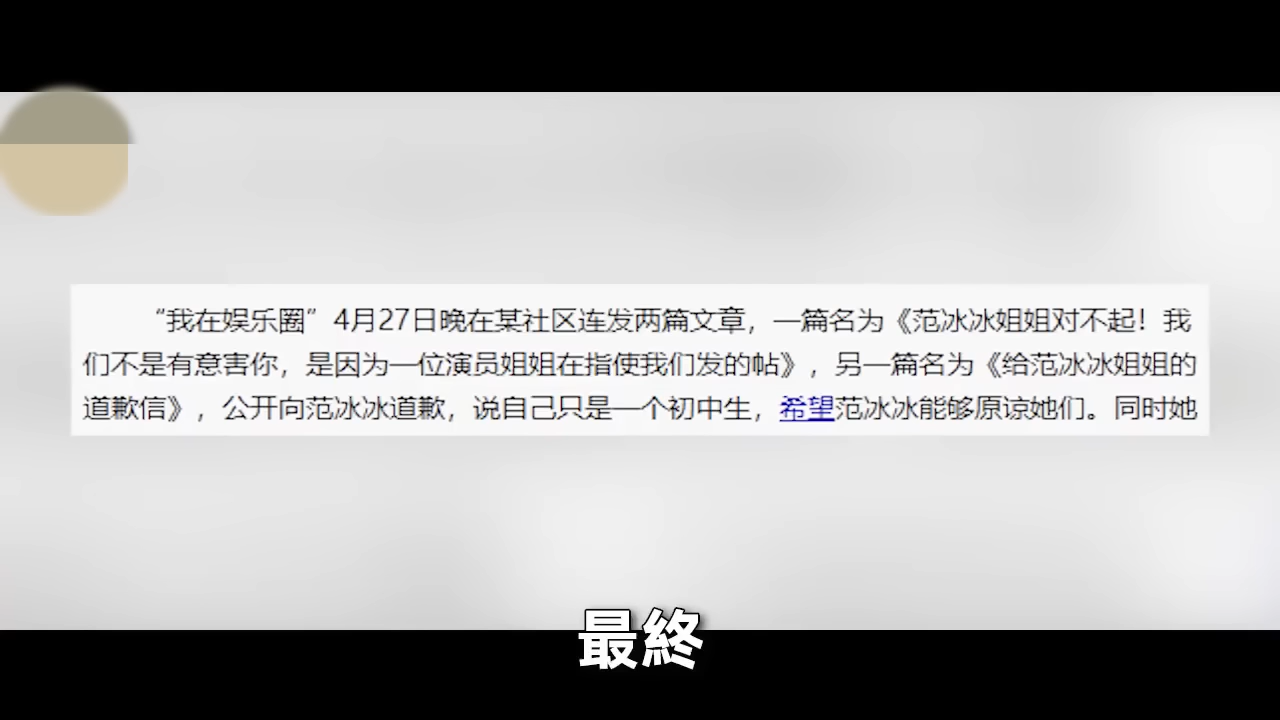 “我在娱乐圈”4月27日晚在某社区连发两篇文章，一篇名为《范冰冰姐姐对不起！我
们不是有意害你，是因为一位演员姐姐在指使我们发的帖》，另一篇名为《给范冰冰姐姐的
道歉信》，公开向范冰冰道歉，说自己只是一个初中生，希望范冰冰能够原谅她们。同时她
最終